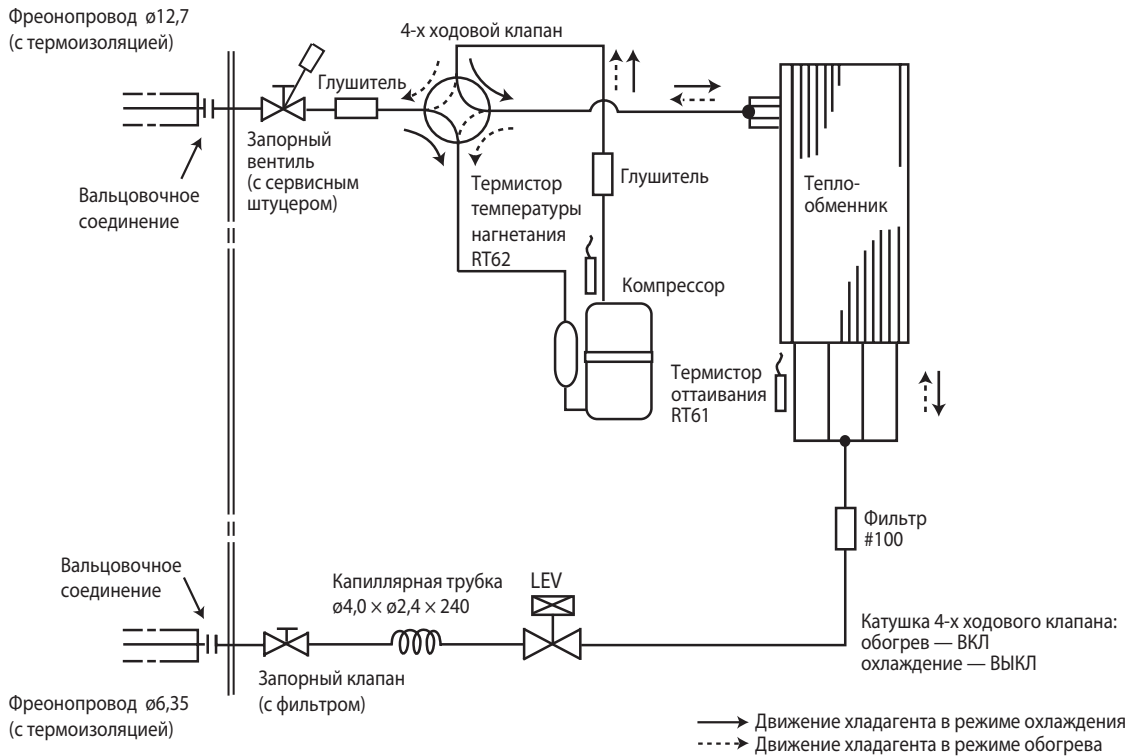 Фреонопровод ø12,7
(с термоизоляцией)
4-х ходовой клапан
Глушитель
Запорный
вентиль
(с сервисным
штуцером)
Вальцовочное
соединение
Термистор
температуры
нагнетания
RT62
Глушитель
Тепло-
обменник
Компрессор
Термистор
оттаивания
RT61
Фильтр
#100
Вальцовочное
соединение
Капиллярная трубка
ø4,0 × ø2,4 × 240
LEV
Катушка 4-х ходового клапана:
обогрев — ВКЛ
охлаждение — ВЫКЛ
Запорный клапан
(с фильтром)
Фреонопровод ø6,35
(с термоизоляцией)
Движение хладагента в режиме охлаждения
Движение хладагента в режиме обогрева